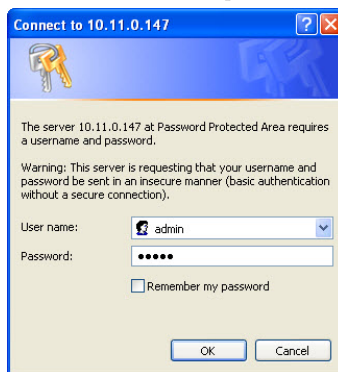 Connect to 10.11.0.147
The server 10.11.0.147 at Password Protected Area requires
a username and password.
Warning: This server is requesting that your username and
password be sent in an insecure manner (basic authentication
without a secure connection).
User name:
admin
Password:
•••••
Remember my password
OK
Cancel